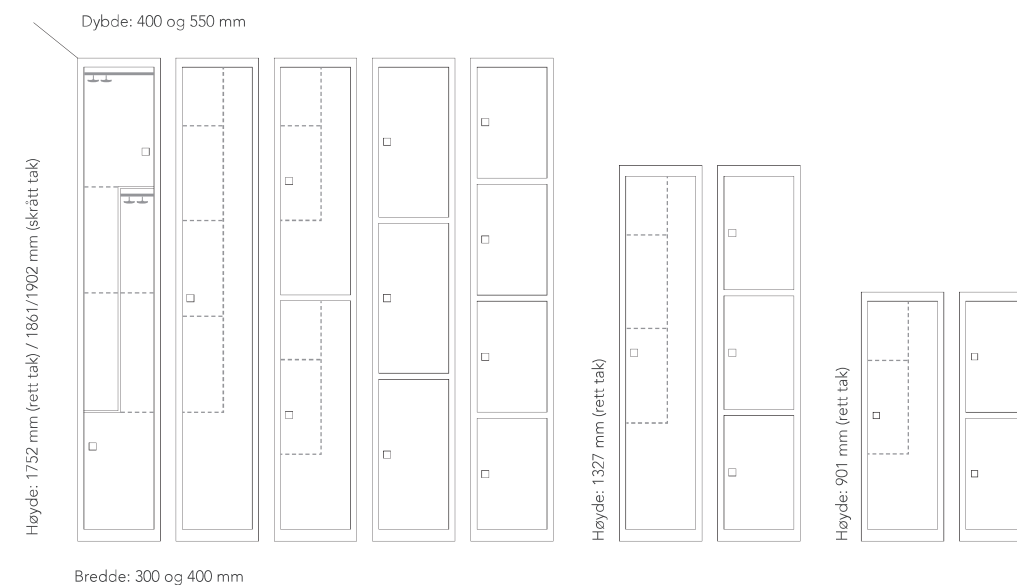 Dybde: 400 og 550 mm
Høyde: 1752 mm (rett tak) / 1861/1902 mm (skrått tak)
Høyde: 1327 mm (rett tak)
Høyde: 901 mm (rett tak)
Bredde: 300 og 400 mm